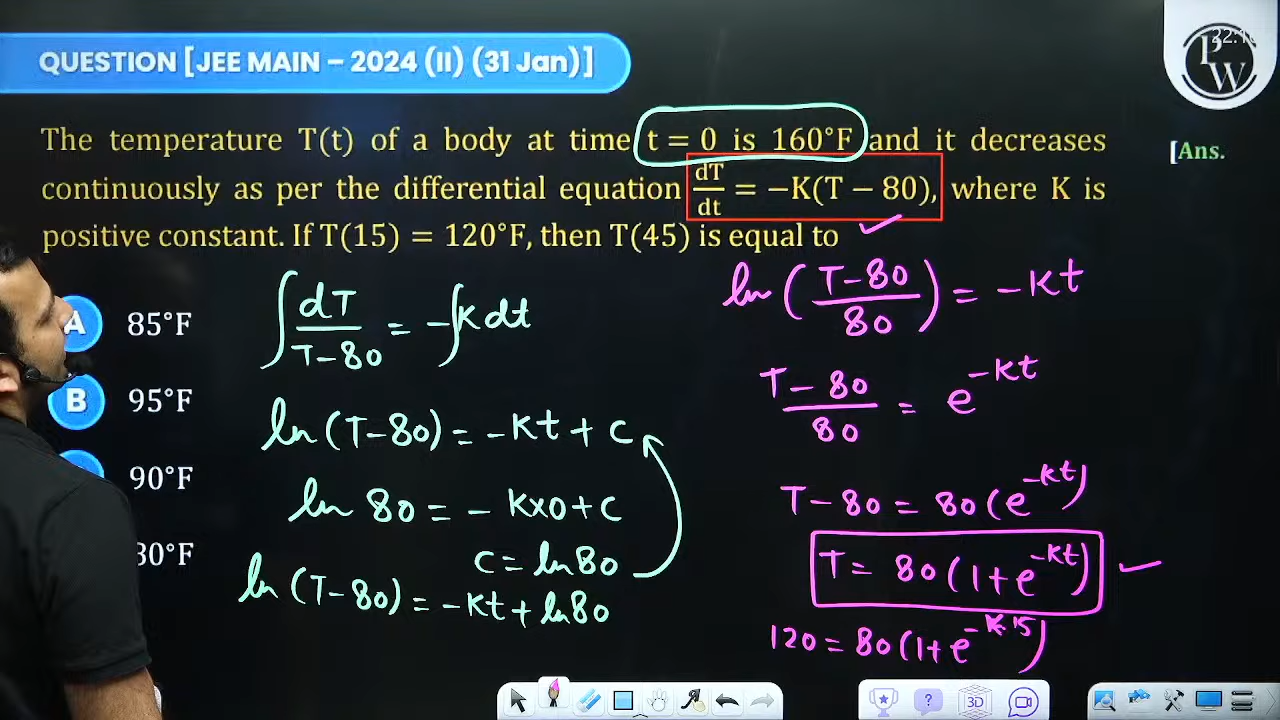 QUESTION [JEE MAIN – 2024 (II) (31 Jan)]
The temperature T(t) of a body at time t = 0 is 160°F and it decreases
continuously as per the differential equation dT/dt = −K(T − 80), where K is
positive constant. If T(15) = 120°F, then T(45) is equal to
[Ans.
PW
A 85°F
B 95°F
90°F
80°F
∫ dT/(T-80) = -∫K dt
ln (T-80) = -Kt + C
ln 80 = - K×0+C
C = ln 80
ln (T-80) = -Kt + ln 80
ln ( (T-80)/80 ) = -Kt
(T-80)/80 = e^(-Kt)
T-80 = 80 (e^(-Kt))
T = 80 (1+e^(-Kt))
120 = 80 (1+e^(-K.15))
?
3D